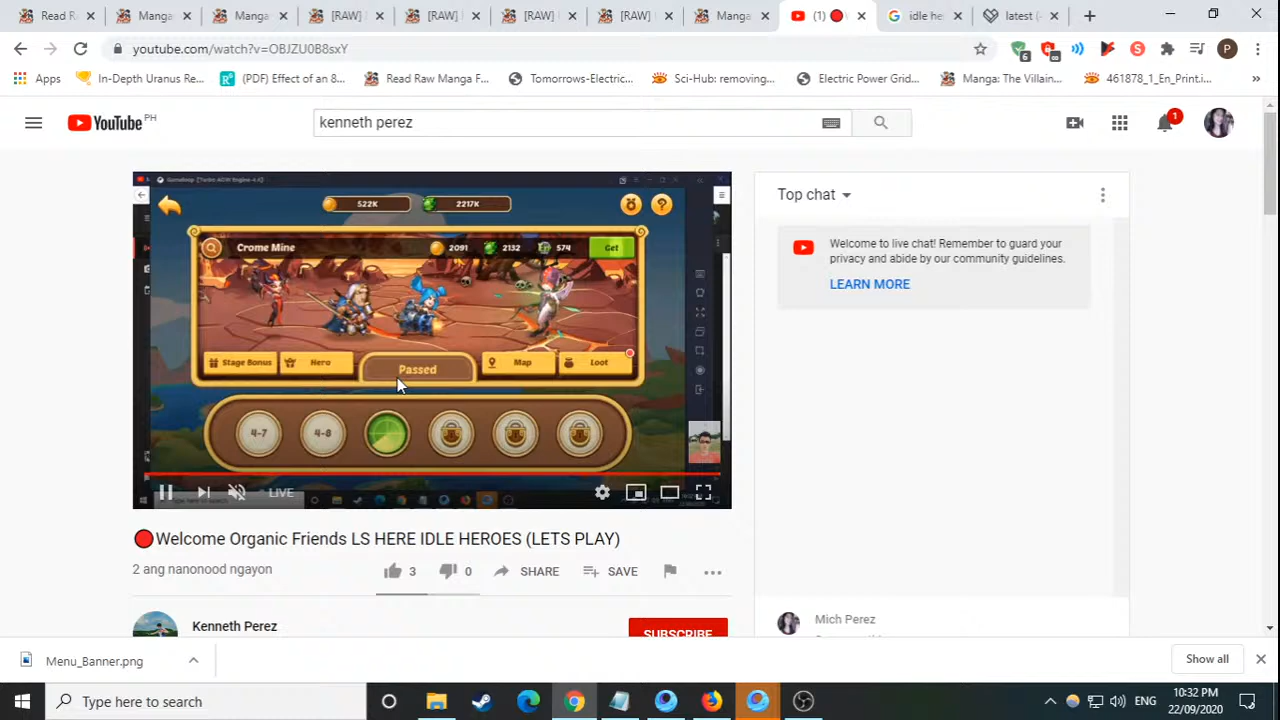 Read R
Manga
Manga
[RAW]
[RAW]
[RAW]
[RAW]
Manga
(1)
idle he
latest (
youtube.com/watch?v=OBJZU0B8sxY
6
P
Apps
In-Depth Uranus Re...
(PDF) Effect of an 8...
Read Raw Manga F...
Tomorrows-Electric...
Sci-Hub: removing...
Electric Power Grid...
Manga: The Villain...
461878_1_En_Print.i...
»
YouTube PH
kenneth perez
1
522K
2217K
?
Crome Mine
2091
2132
574
Get
Stage Bonus
Hero
Passed
Map
Loot
4-7
4-8
LIVE
Top chat
Welcome to live chat! Remember to guard your
privacy and abide by our community guidelines.
LEARN MORE
🔴Welcome Organic Friends LS HERE IDLE HEROES (LETS PLAY)
2 ang nanonood ngayon
3
0
SHARE
SAVE
Kenneth Perez
SUBSCRIBE
Mich Perez
Menu_Banner.png
Show all
Type here to search
ENG
10:32 PM
22/09/2020